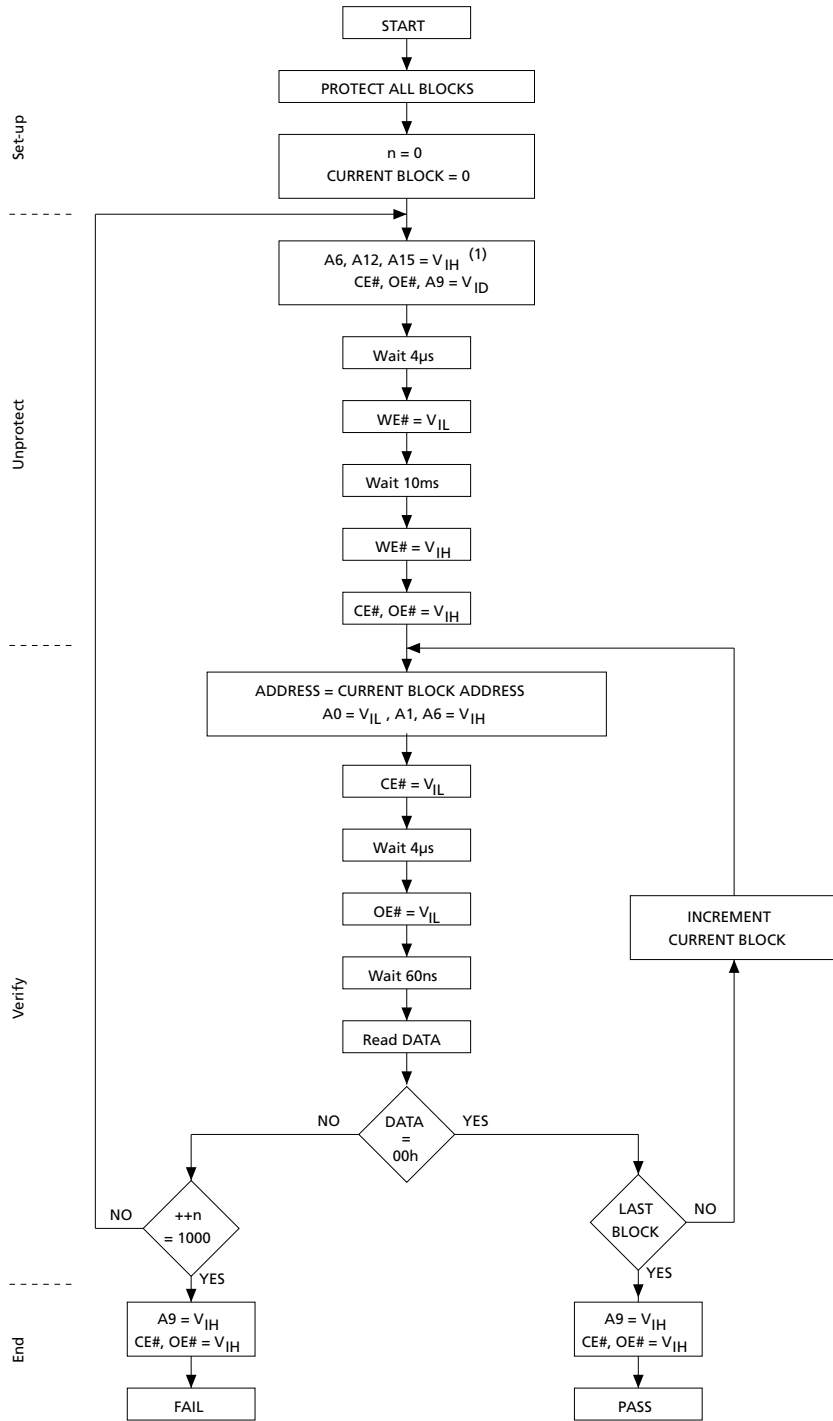 START
PROTECT ALL BLOCKS
Set-up
n = 0
CURRENT BLOCK = 0
A6, A12, A15 = VIH (1)
CE#, OE#, A9 = VID
Wait 4µs
Unprotect
WE# = VIL
Wait 10ms
WE# = VIH
CE#, OE# = VIH
ADDRESS = CURRENT BLOCK ADDRESS
A0 = VIL , A1, A6 = VIH
CE# = VIL
Wait 4µs
OE# = VIL
INCREMENT
CURRENT BLOCK
Wait 60ns
Verify
Read DATA
NO
DATA
=
00h
YES
NO
++n
= 1000
YES
LAST
BLOCK
NO
YES
End
A9 = VIH
CE#, OE# = VIH
A9 = VIH
CE#, OE# = VIH
FAIL
PASS